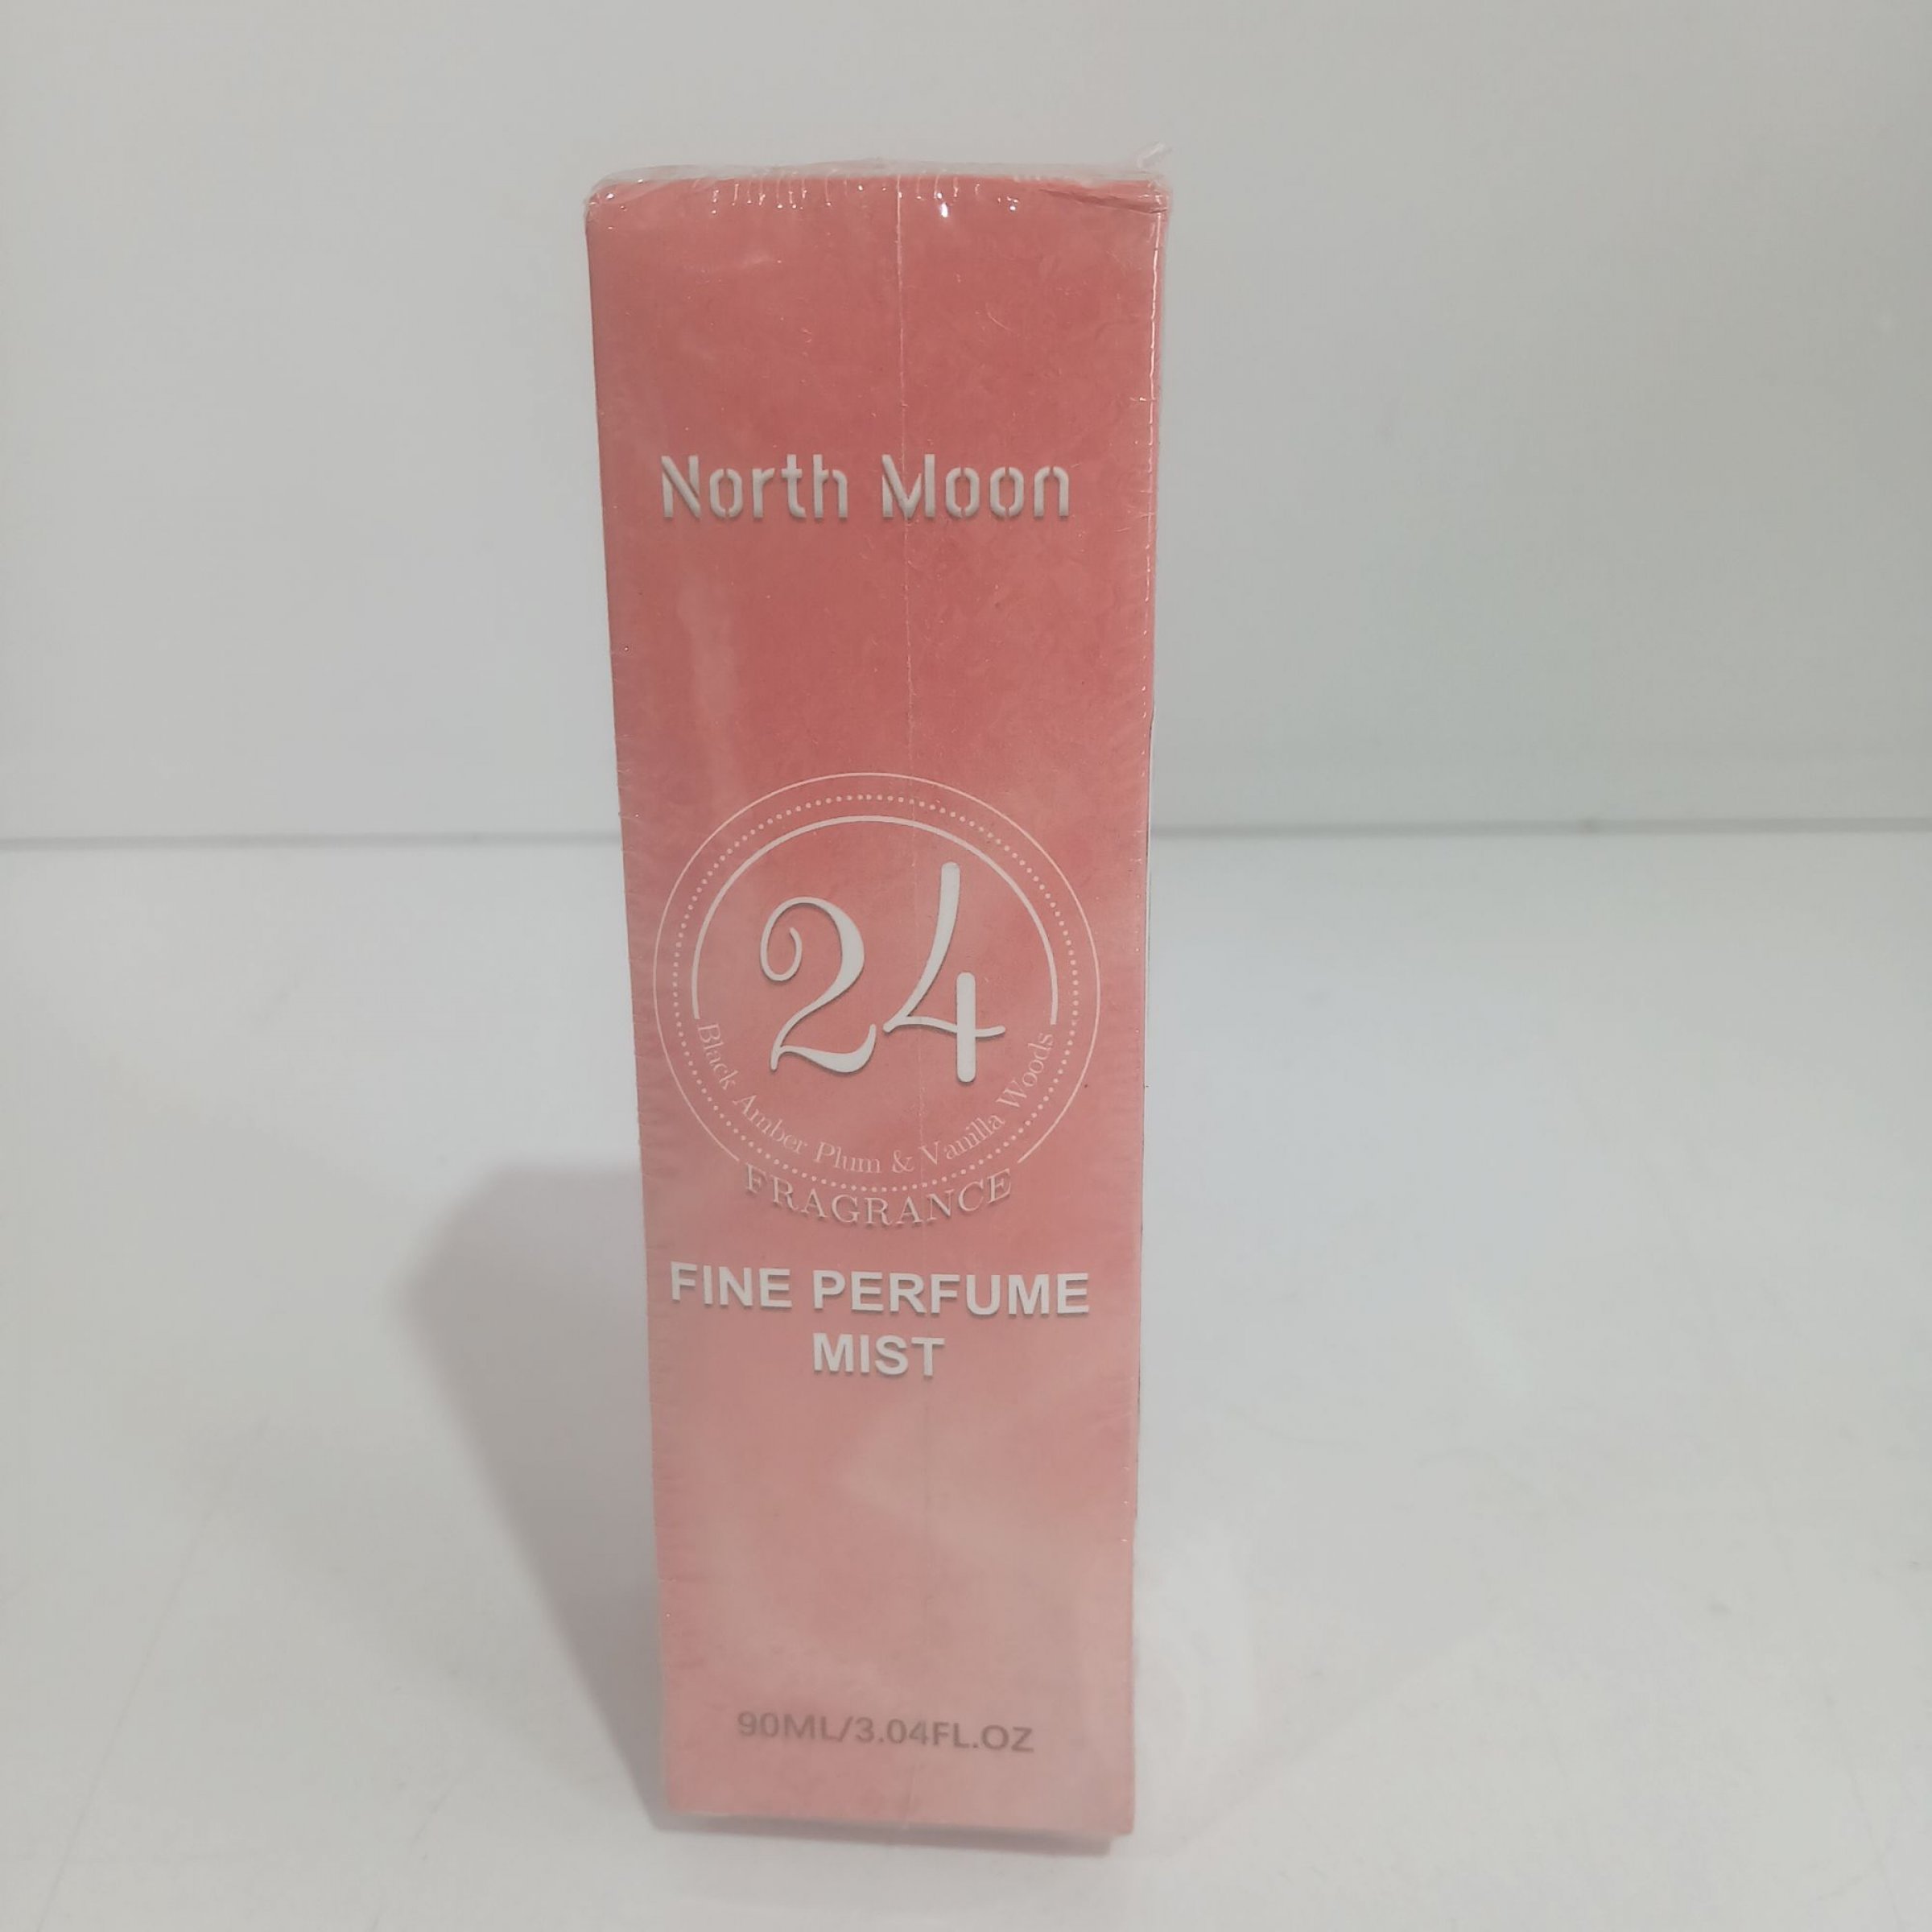 North Moon
24
Black Amber Plum & Vanilla Woods
FRAGRANCE
FINE PERFUME
MIST
90ML/3.04FL.OZ